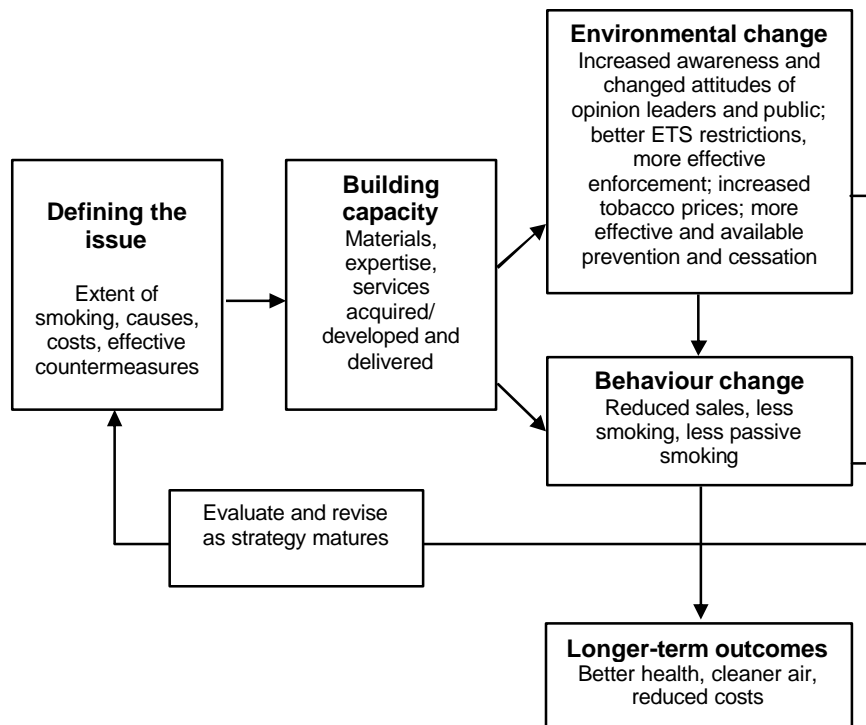 Defining the
issue
Extent of
smoking, causes,
costs, effective
countermeasures
Building
capacity
Materials,
expertise,
services
acquired/
developed and
delivered
Environmental change
Increased awareness and
changed attitudes of
opinion leaders and public;
better ETS restrictions,
more effective
enforcement; increased
tobacco prices; more
effective and available
prevention and cessation
Behaviour change
Reduced sales, less
smoking, less passive
smoking
Evaluate and revise
as strategy matures
Longer-term outcomes
Better health, cleaner air,
reduced costs